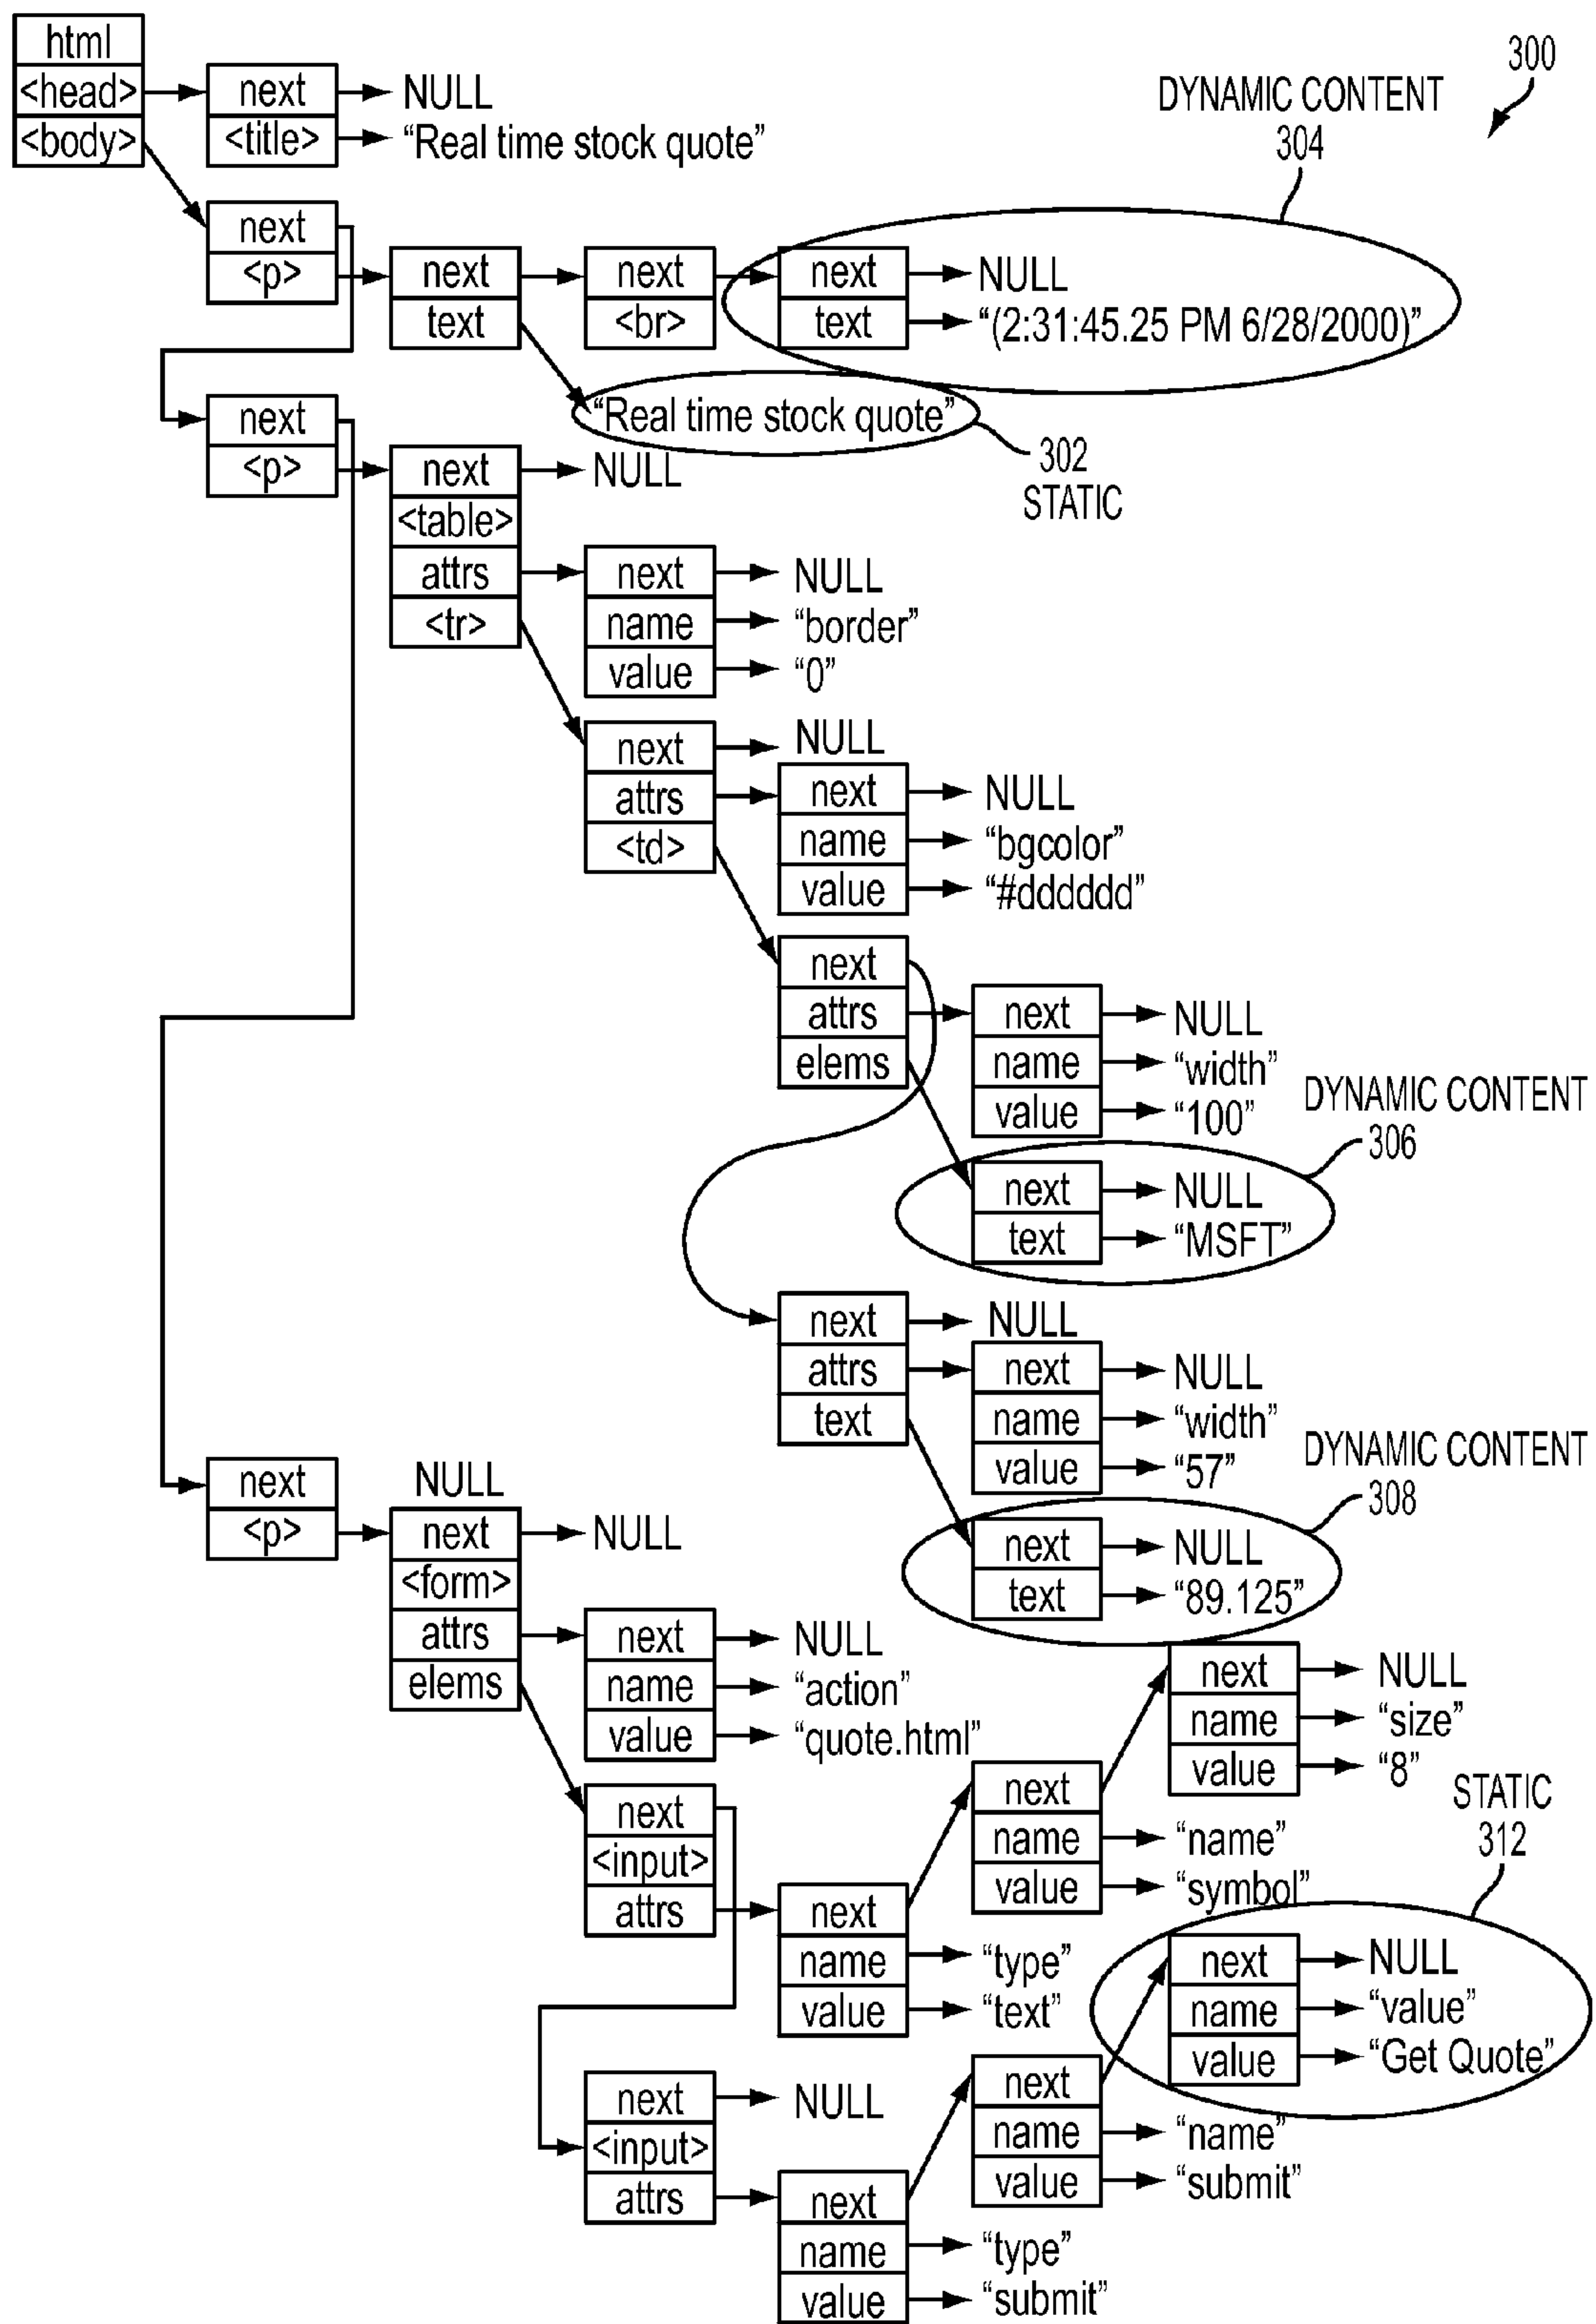 html
<head>
<body>
next
<title>
NULL
“Real time stock quote”
DYNAMIC CONTENT
304
300
next
<p>
next
text
next
<br>
next
text
NULL
“(2:31:45.25 PM 6/28/2000)”
“Real time stock quote”
302
STATIC
next
<p>
next
<table>
attrs
<tr>
NULL
next
name
value
NULL
“border”
“0”
next
attrs
<td>
NULL
next
name
value
NULL
“bgcolor”
“#dddddd”
next
attrs
elems
next
name
value
NULL
“width”
“100”
DYNAMIC CONTENT
306
next
text
NULL
“MSFT”
next
attrs
text
NULL
next
name
value
NULL
“width”
“57”
DYNAMIC CONTENT
308
next
text
NULL
“89.125”
next
<p>
NULL
next
<form>
attrs
elems
NULL
next
name
value
NULL
“action”
“quote.html”
next
<input>
attrs
next
name
value
“type”
“text”
next
name
value
“name”
“symbol”
next
name
value
NULL
“size”
“8”
STATIC
312
next
name
value
NULL
“value”
“Get Quote”
next
<input>
attrs
NULL
next
name
value
“name”
“submit”
next
name
value
“type”
“submit”